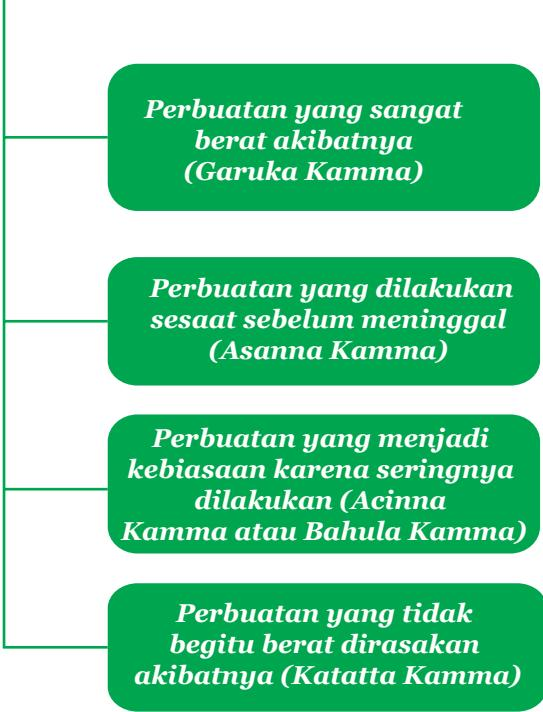 Perbuatan yang sangat
berat akibatnya
(Garuka Kamma)
Perbuatan yang dilakukan
sesaat sebelum meninggal
(Asanna Kamma)
Perbuatan yang menjadi
kebiasaan karena seringnya
dilakukan (Acinna
Kamma atau Bahula Kamma)
Perbuatan yang tidak
begitu berat dirasakan
akibatnya (Katatta Kamma)